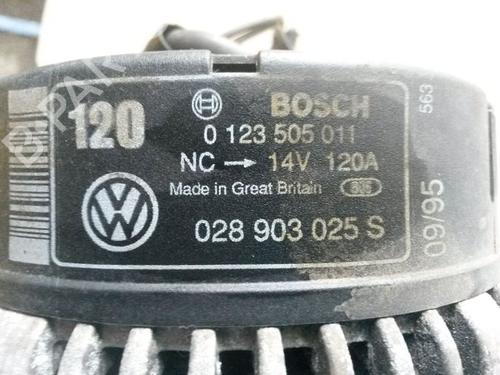 120
BOSCH
0 123 505 011
NC → 14V 120A
Made in Great Britain
028 903 025 S
563
09/95
B PAR